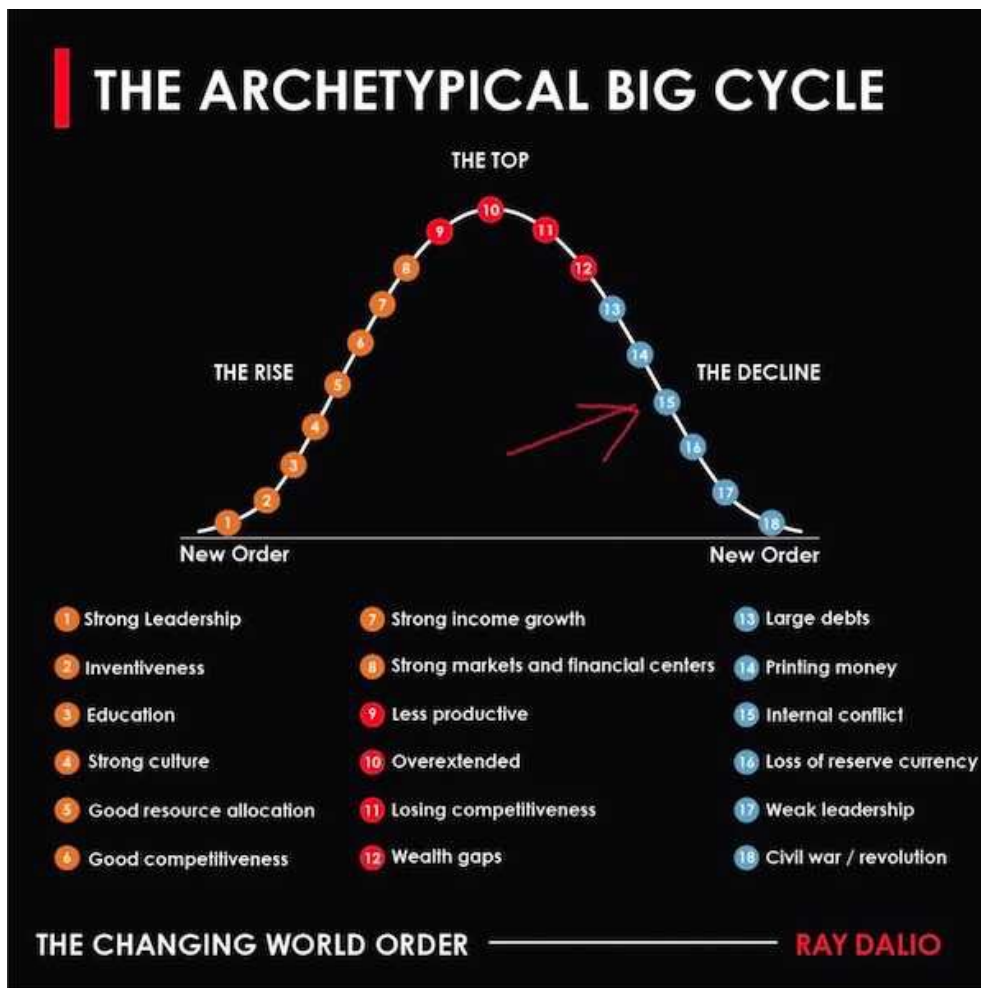 THE ARCHETYPICAL BIG CYCLE
THE TOP
10
9
11
8
12
7
13
6
14
THE RISE
THE DECLINE
5
15
4
16
3
17
2
1
18
New Order
New Order
1 Strong Leadership
2 Inventiveness
3 Education
4 Strong culture
5 Good resource allocation
6 Good competitiveness
7 Strong income growth
8 Strong markets and financial centers
9 Less productive
10 Overextended
11 Losing competitiveness
12 Wealth gaps
13 Large debts
14 Printing money
15 Internal conflict
16 Loss of reserve currency
17 Weak leadership
18 Civil war / revolution
THE CHANGING WORLD ORDER
RAY DALIO